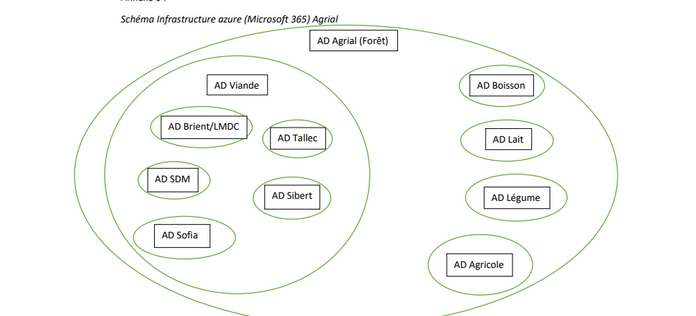 Schéma Infrastructure azure (Microsoft 365) Agrial
AD Agrial (Forêt)
AD Viande
AD Boisson
AD Brient/LMDC
AD Tallec
AD Lait
AD SDM
AD Sibert
AD Légume
AD Sofia
AD Agricole